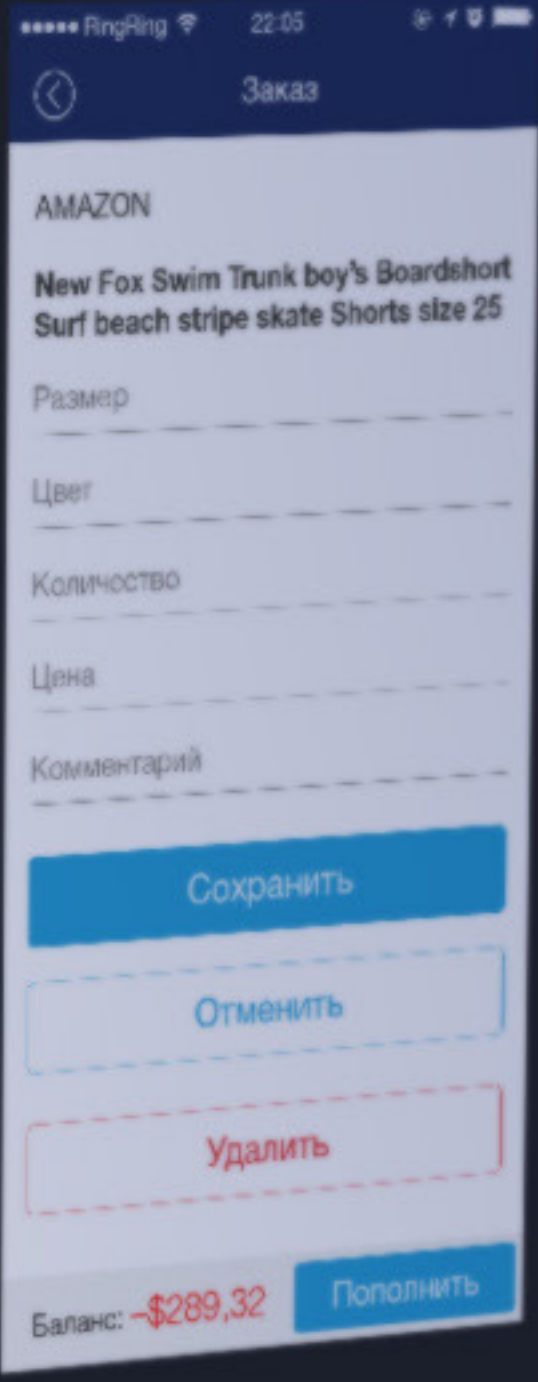 RingRing 22:05
Заказ
AMAZON
New Fox Swim Trunk boy's Boardshort
Surf beach stripe skate Shorts size 25
Размер
Цвет
Количество
Цена
Комментарий
Сохранить
Отменить
Удалить
Баланс: –$289,32 Пополнить